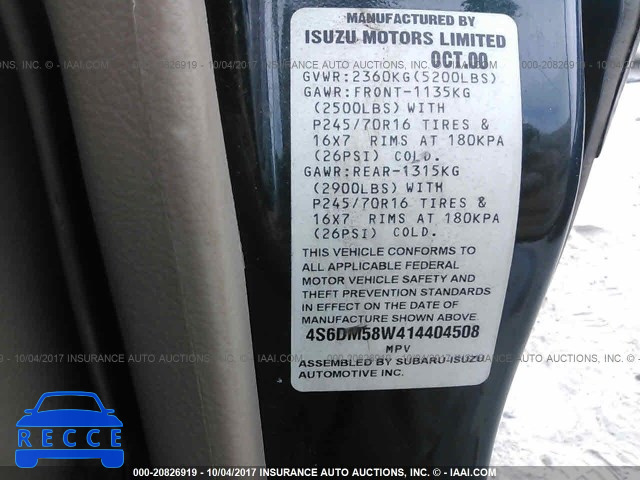 MANUFACTURED BY
ISUZU MOTORS LIMITED
OCT.00
GVWR:2360KG(5200LBS)
GAWR:FRONT-1135KG
(2500LBS) WITH
P245/70R16 TIRES &
16x7 RIMS AT 180KPA
(26PSI) COLD.
GAWR:REAR-1315KG
(2900LBS) WITH
P245/70R16 TIRES &
16x7 RIMS AT 180KPA
(26PSI) COLD.
THIS VEHICLE CONFORMS TO
ALL APPLICABLE FEDERAL
MOTOR VEHICLE SAFETY AND
THEFT PREVENTION STANDARDS
IN EFFECT ON THE DATE OF
MANUFACTURE SHOWN ABOVE
4S6DM58W414404508
MPV
ASSEMBLED BY SUBARU-ISUZU
AUTOMOTIVE INC.
RECCE
000-20826919 - 10/04/2017 INSURANCE AUTO AUCTIONS, INC. - © - IAAI.COM